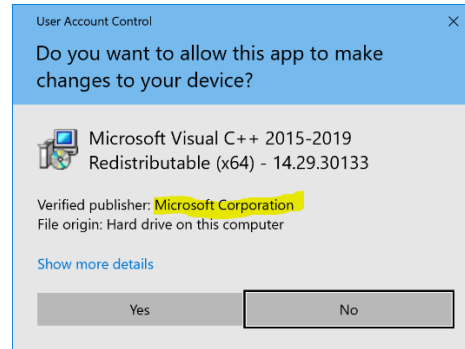 User Account Control
Do you want to allow this app to make
changes to your device?
Microsoft Visual C++ 2015-2019
Redistributable (x64) - 14.29.30133
Verified publisher: Microsoft Corporation
File origin: Hard drive on this computer
Show more details
Yes
No